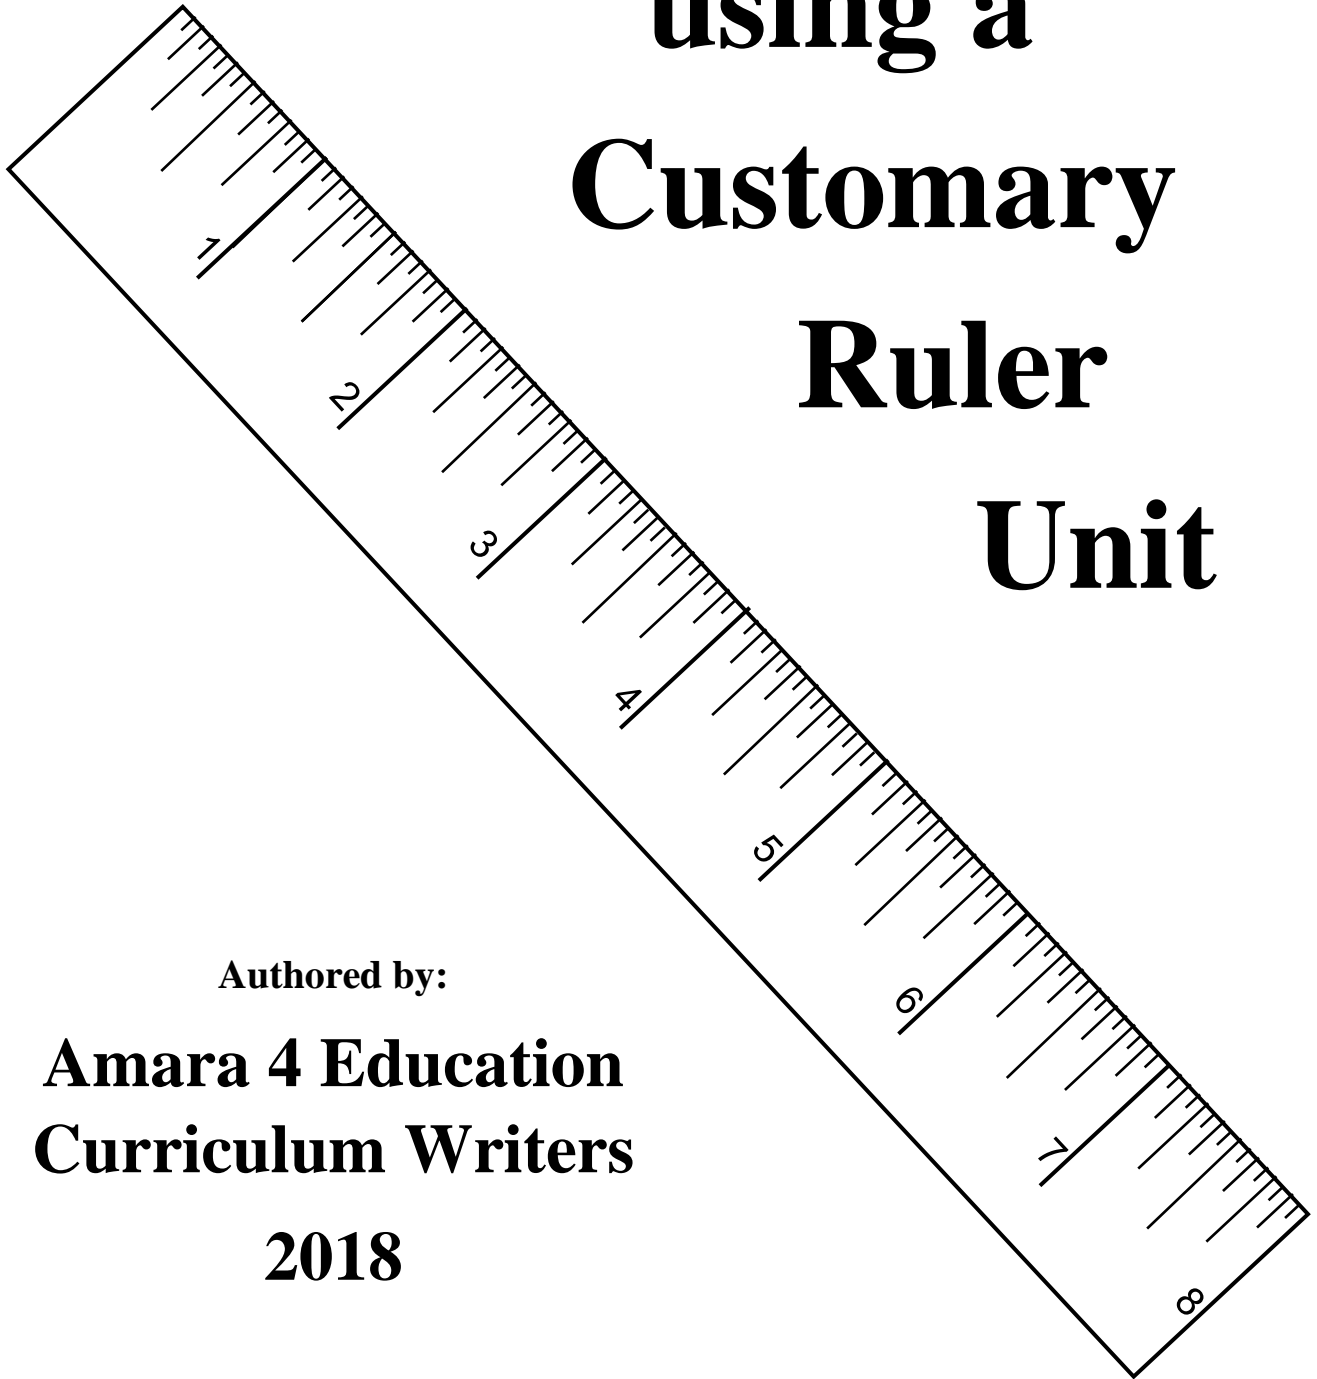 using a
Customary
Ruler
Unit
1
2
3
4
5
6
7
8
Authored by:
Amara 4 Education
Curriculum Writers
2018